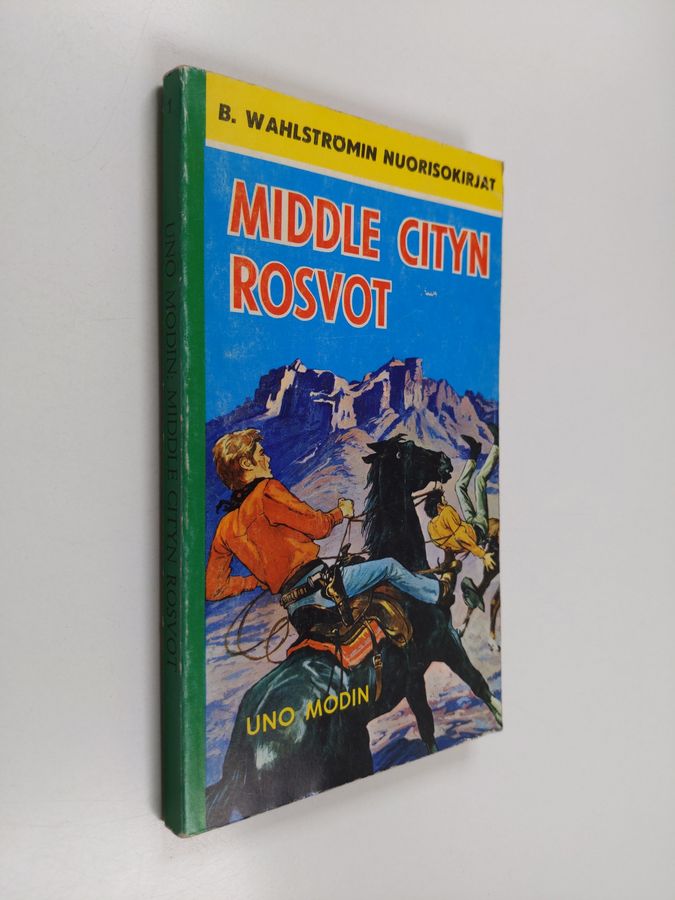 B. WAHLSTRÖMIN NUORISOKIRJAT
MIDDLE CITYN
ROSVOT
UNO MODIN
UNO MODIN: MIDDLE CITYN ROSVOT